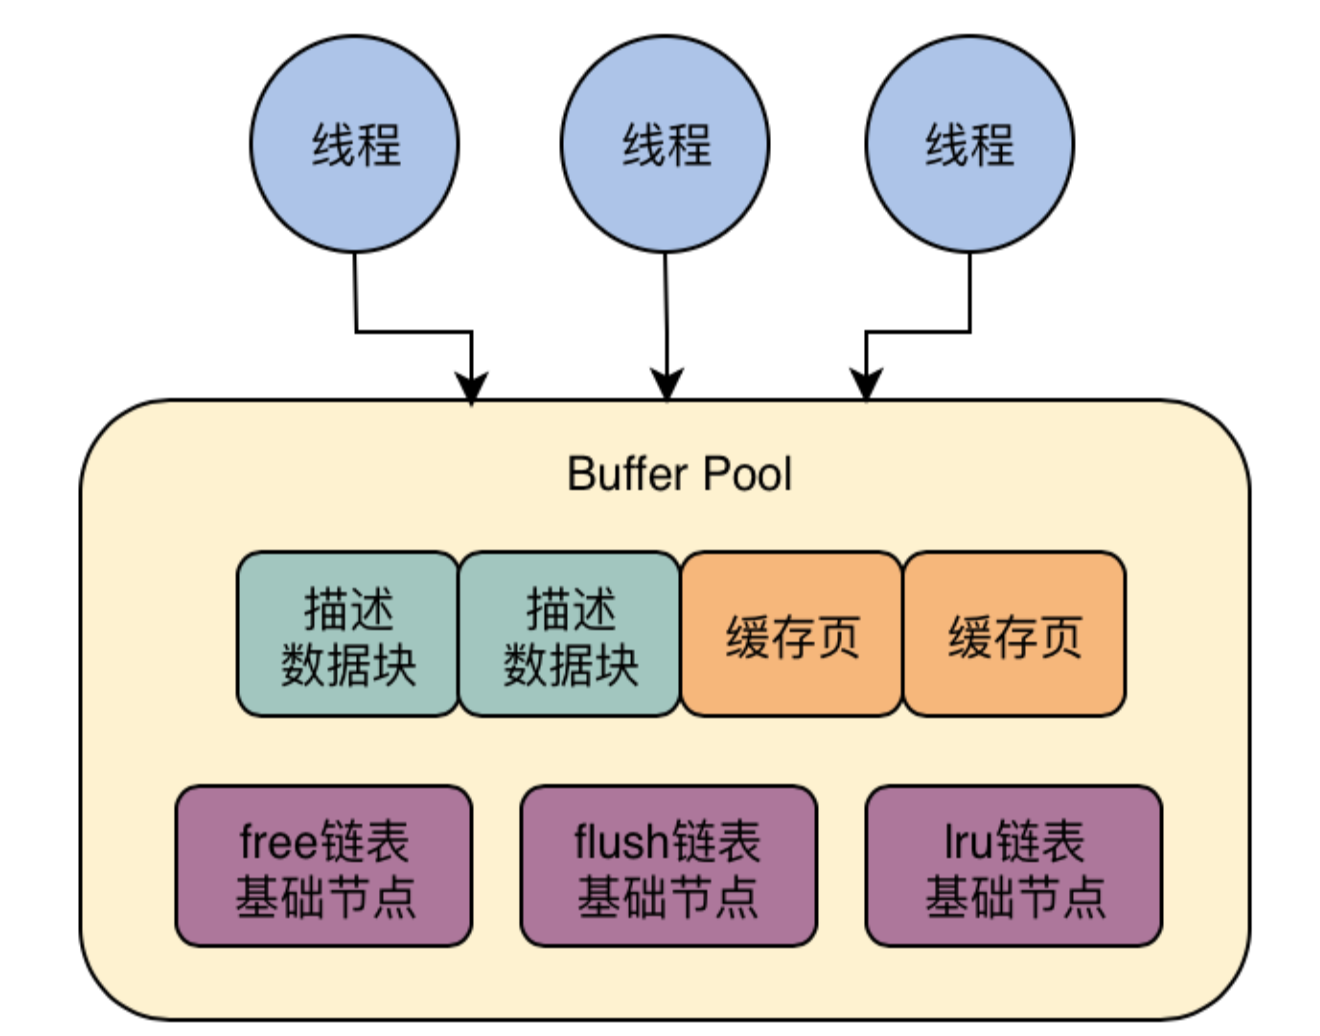 线程
线程
线程
Buffer Pool
描述
数据块
描述
数据块
缓存页
缓存页
free链表
基础节点
flush链表
基础节点
lru链表
基础节点